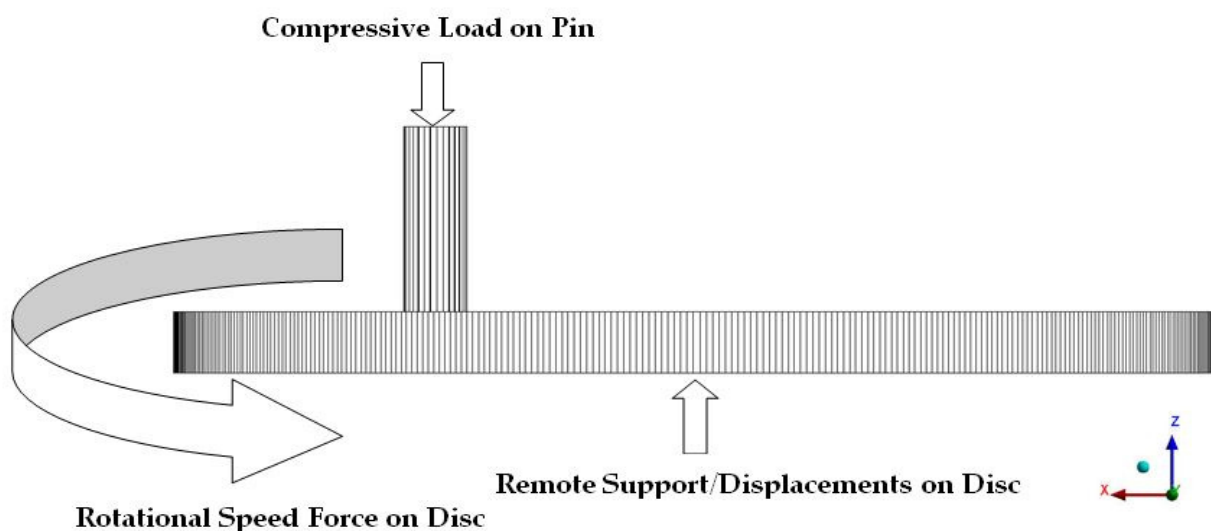 Compressive Load on Pin
Remote Support/Displacements on Disc
Rotational Speed Force on Disc
Z
X
Y